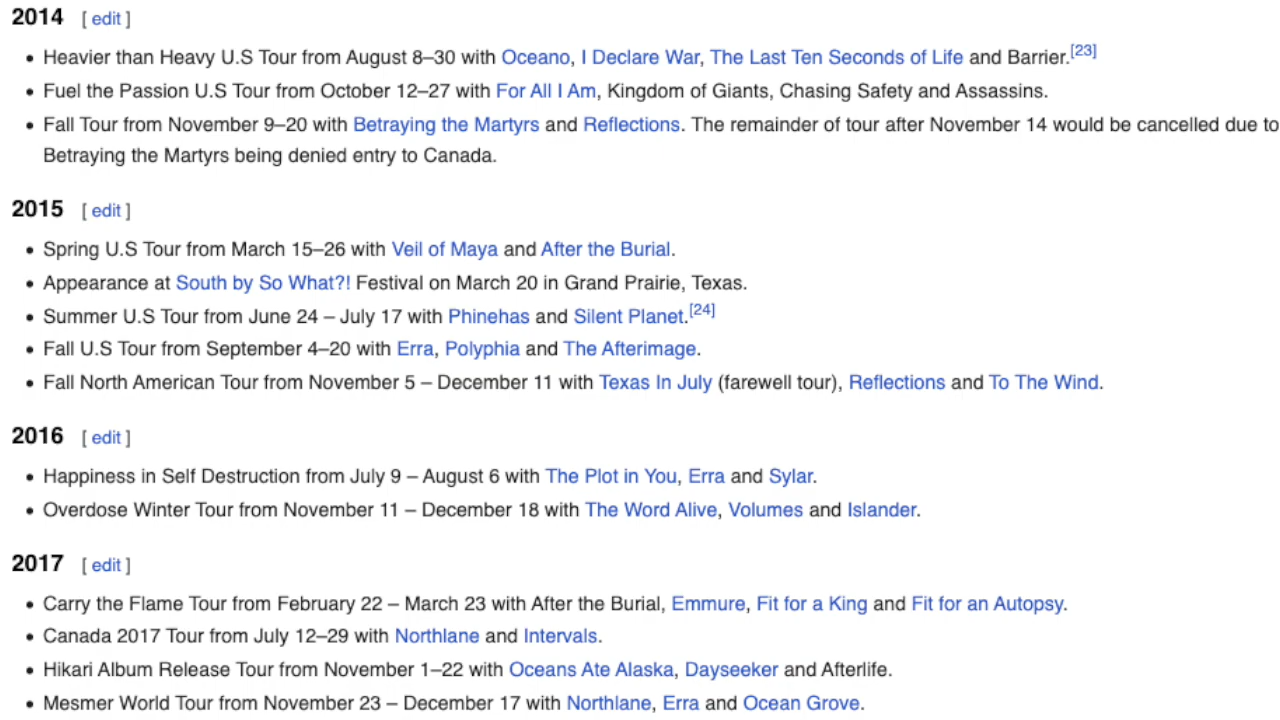 2014 [ edit ]
• Heavier than Heavy U.S Tour from August 8–30 with Oceano, I Declare War, The Last Ten Seconds of Life and Barrier.[23]
• Fuel the Passion U.S Tour from October 12–27 with For All I Am, Kingdom of Giants, Chasing Safety and Assassins.
• Fall Tour from November 9–20 with Betraying the Martyrs and Reflections. The remainder of tour after November 14 would be cancelled due to
Betraying the Martyrs being denied entry to Canada.
2015 [ edit ]
• Spring U.S Tour from March 15–26 with Veil of Maya and After the Burial.
• Appearance at South by So What?! Festival on March 20 in Grand Prairie, Texas.
• Summer U.S Tour from June 24 – July 17 with Phinehas and Silent Planet.[24]
• Fall U.S Tour from September 4–20 with Erra, Polyphia and The Afterimage.
• Fall North American Tour from November 5 – December 11 with Texas In July (farewell tour), Reflections and To The Wind.
2016 [ edit ]
• Happiness in Self Destruction from July 9 – August 6 with The Plot in You, Erra and Sylar.
• Overdose Winter Tour from November 11 – December 18 with The Word Alive, Volumes and Islander.
2017 [ edit ]
• Carry the Flame Tour from February 22 – March 23 with After the Burial, Emmure, Fit for a King and Fit for an Autopsy.
• Canada 2017 Tour from July 12–29 with Northlane and Intervals.
• Hikari Album Release Tour from November 1–22 with Oceans Ate Alaska, Dayseeker and Afterlife.
• Mesmer World Tour from November 23 – December 17 with Northlane, Erra and Ocean Grove.